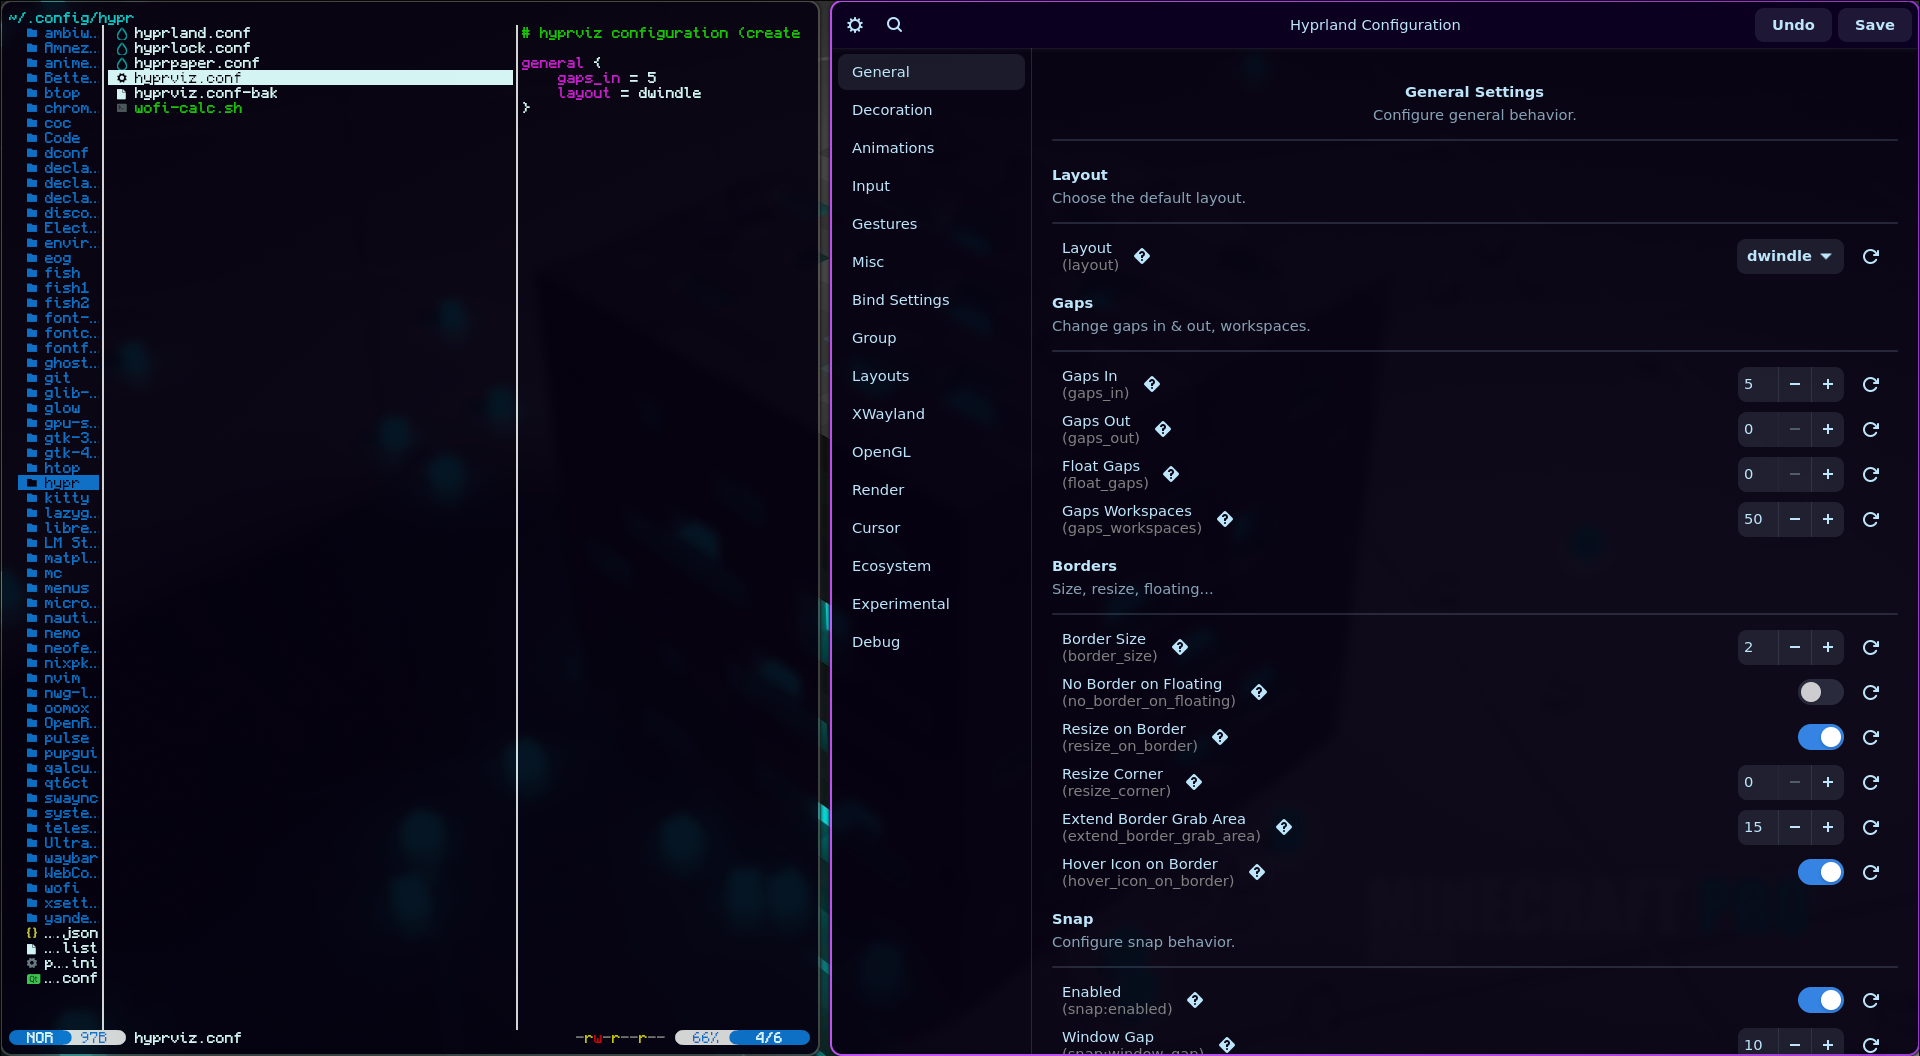 ~/.config/hypr
ambiw..
Amnez..
anime..
Bette..
btop
chrom..
coc
Code
dconf
decla..
decla..
decla..
disco..
Elect..
envir..
eog
fish
fish1
fish2
font-..
fontc..
fontf..
ghost..
git
glib-..
glow
gpu-s..
gtk-3..
gtk-4..
htop
hypr
kitty
lazyg..
libre..
LM St..
matpl..
mc
menus
micro..
nauti..
nemo
neofe..
nixpk..
nvim
nwg-l..
oomox
OpenR..
pulse
pupgui
qalcu..
qt6ct
swaync
syste..
teles..
Ultra..
waybar
WebCo..
wofi
xsett..
yande..
....json
....list
p...ini
....conf
hyprland.conf
hyprlock.conf
hyprpaper.conf
hyprviz.conf
hyprviz.conf-bak
wofi-calc.sh
# hyprviz configuration (create
general {
gaps_in = 5
layout = dwindle
}
NOR 97B hyprviz.conf -rw-r--r-- 66% 4/6
Hyprland Configuration
Undo
Save
General
Decoration
Animations
Input
Gestures
Misc
Bind Settings
Group
Layouts
XWayland
OpenGL
Render
Cursor
Ecosystem
Experimental
Debug
General Settings
Configure general behavior.
Layout
Choose the default layout.
Layout
(layout)
dwindle
Gaps
Change gaps in & out, workspaces.
Gaps In
(gaps_in)
5 − +
Gaps Out
(gaps_out)
0 − +
Float Gaps
(float_gaps)
0 − +
Gaps Workspaces
(gaps_workspaces)
50 − +
Borders
Size, resize, floating...
Border Size
(border_size)
2 − +
No Border on Floating
(no_border_on_floating)
Resize on Border
(resize_on_border)
Resize Corner
(resize_corner)
0 − +
Extend Border Grab Area
(extend_border_grab_area)
15 − +
Hover Icon on Border
(hover_icon_on_border)
Snap
Configure snap behavior.
Enabled
(snap:enabled)
Window Gap
(snap:window_gap)
10 − +